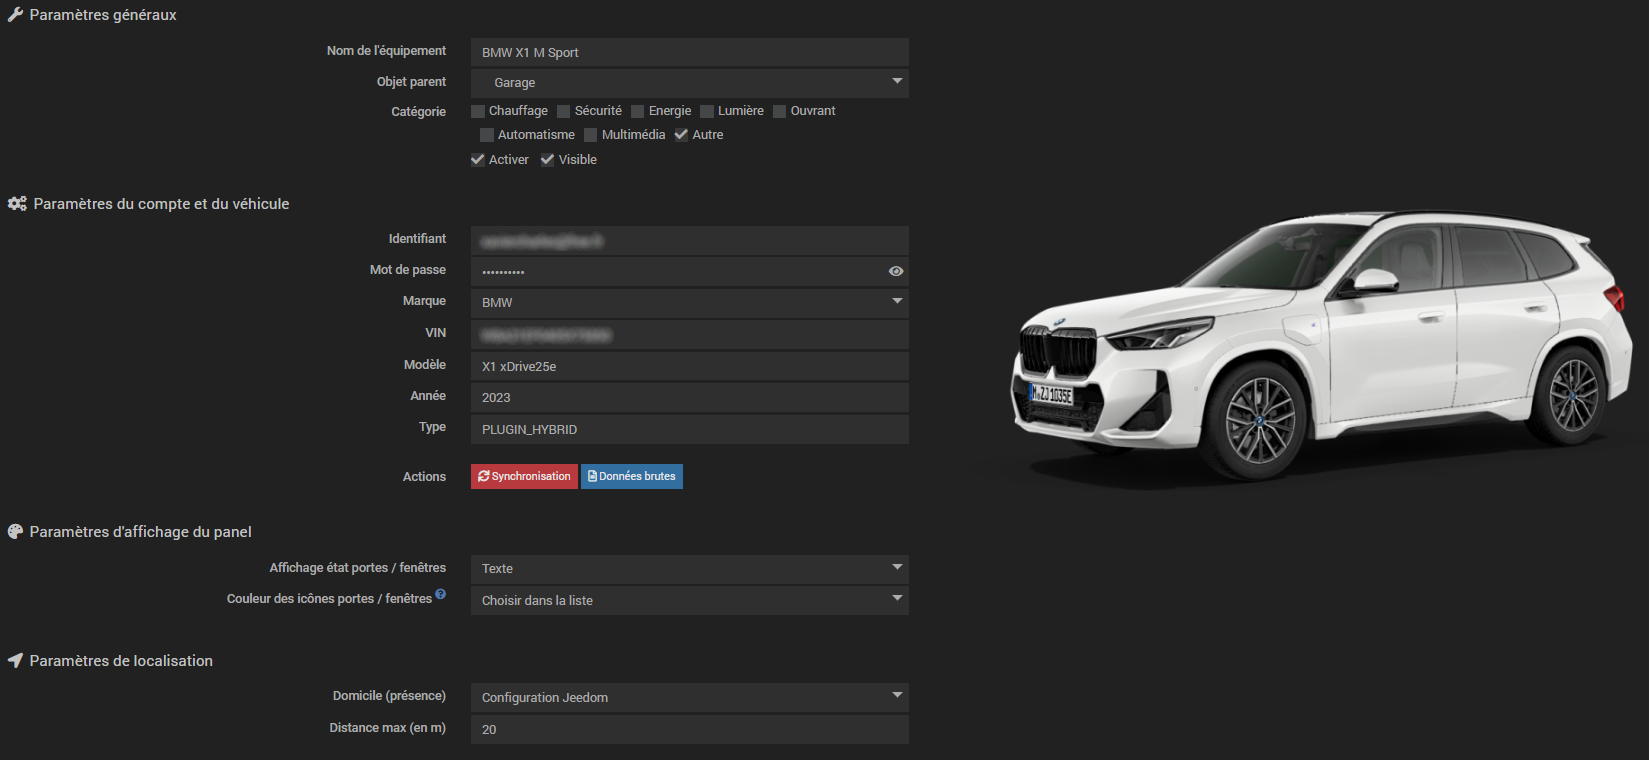 Paramètres généraux
Nom de l'équipement BMW X1 M Sport
Objet parent Garage
Catégorie Chauffage Sécurité Energie Lumière Ouvrant
Automatisme Multimédia Autre
Activer Visible
Paramètres du compte et du véhicule
Identifiant
Mot de passe ••••••••••
Marque BMW
VIN
Modèle X1 xDrive25e
Année 2023
Type PLUGIN_HYBRID
Actions Synchronisation Données brutes
Paramètres d'affichage du panel
Affichage état portes / fenêtres Texte
Couleur des icônes portes / fenêtres ? Choisir dans la liste
Paramètres de localisation
Domicile (présence) Configuration Jeedom
Distance max (en m) 20
M ZJ 1035E